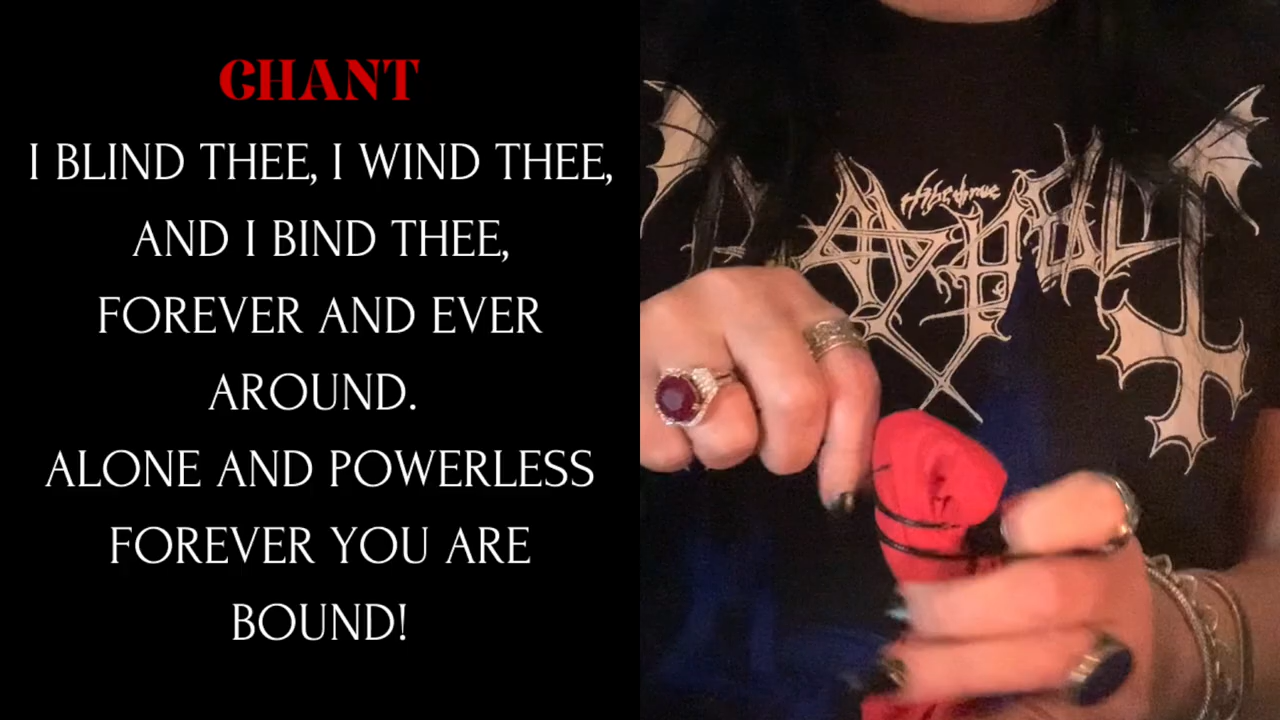 CHANT
I BLIND THEE, I WIND THEE,
AND I BIND THEE,
FOREVER AND EVER
AROUND.
ALONE AND POWERLESS
FOREVER YOU ARE
BOUND!